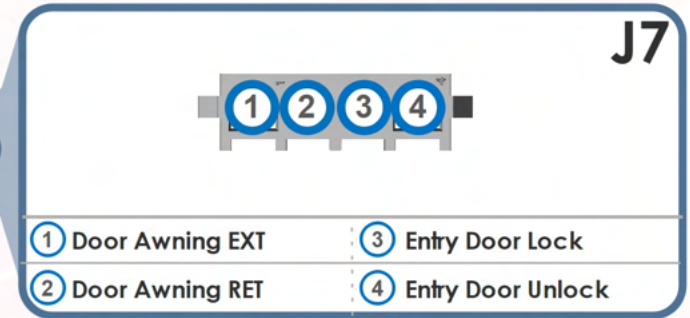 J7
1 2 3 4
1 Door Awning EXT
3 Entry Door Lock
2 Door Awning RET
4 Entry Door Unlock